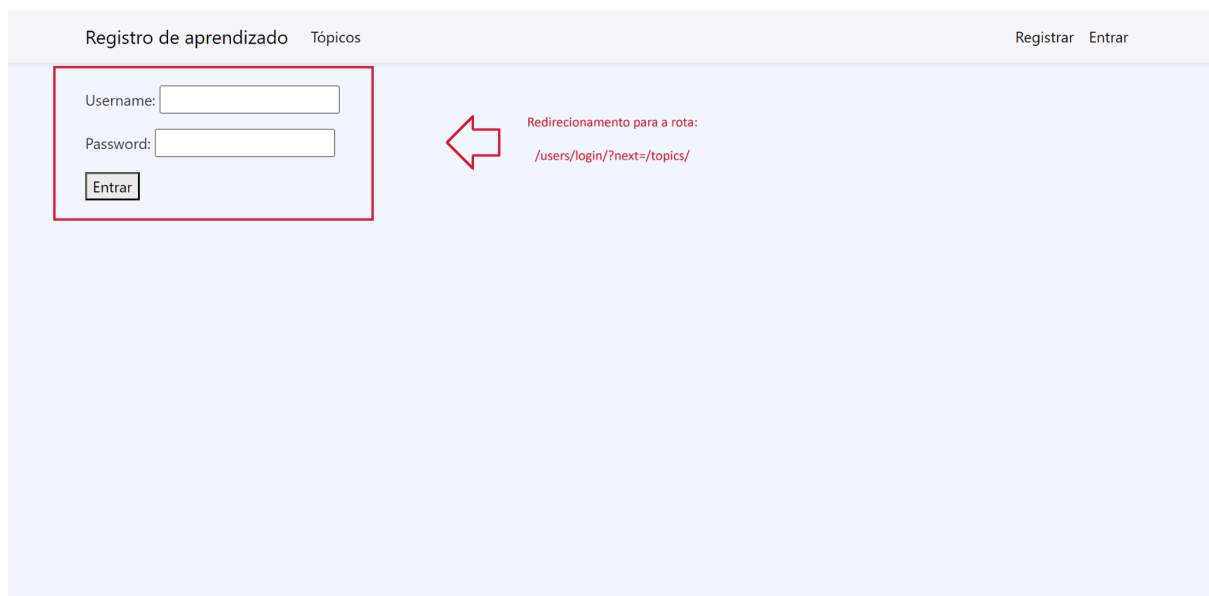 Registro de aprendizado Tópicos Registrar Entrar
Username:
Password:
Entrar
Redirecionamento para a rota:
/users/login/?next=/topics/